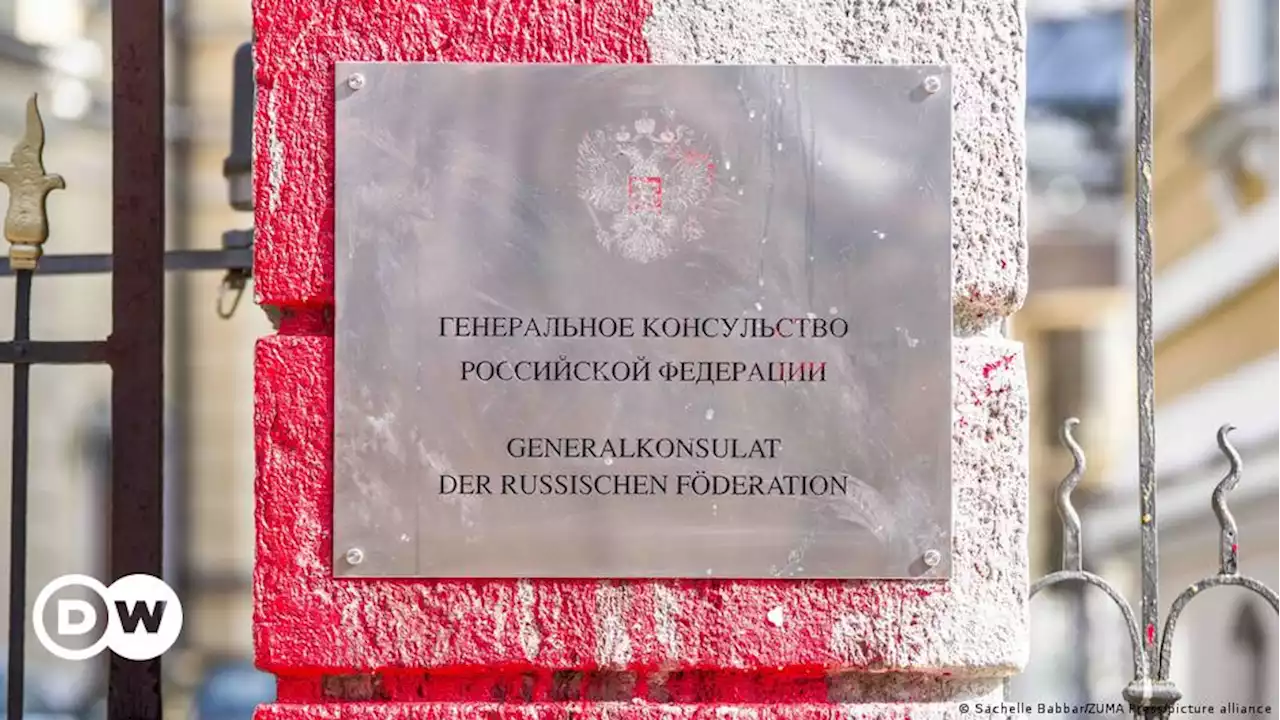 ГЕНЕРАЛЬНОЕ КОНСУЛЬСТВО
РОССИЙСКОЙ ФЕДЕРАЦИИ
GENERALKONSULAT
DER RUSSISCHEN FÖDERATION
DW
© Sachelle Babbar/ZUMA Press/picture alliance